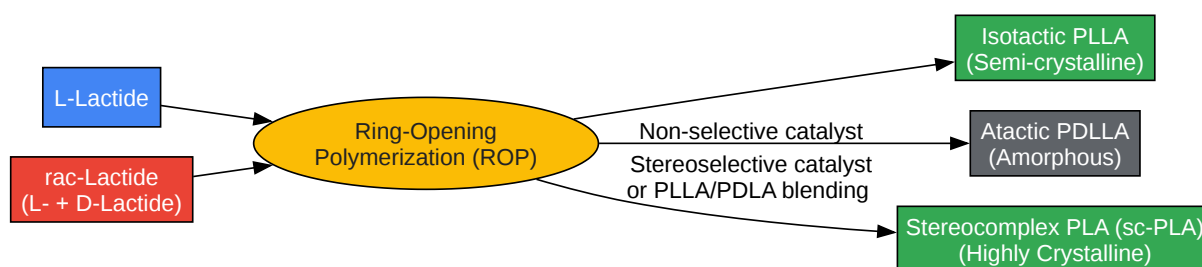 L-Lactide
rac-Lactide
(L- + D-Lactide)
Ring-Opening
Polymerization (ROP)
Non-selective catalyst
Stereoselective catalyst
or PLLA/PDLA blending
Isotactic PLLA
(Semi-crystalline)
Atactic PDLLA
(Amorphous)
Stereocomplex PLA (sc-PLA)
(Highly Crystalline)